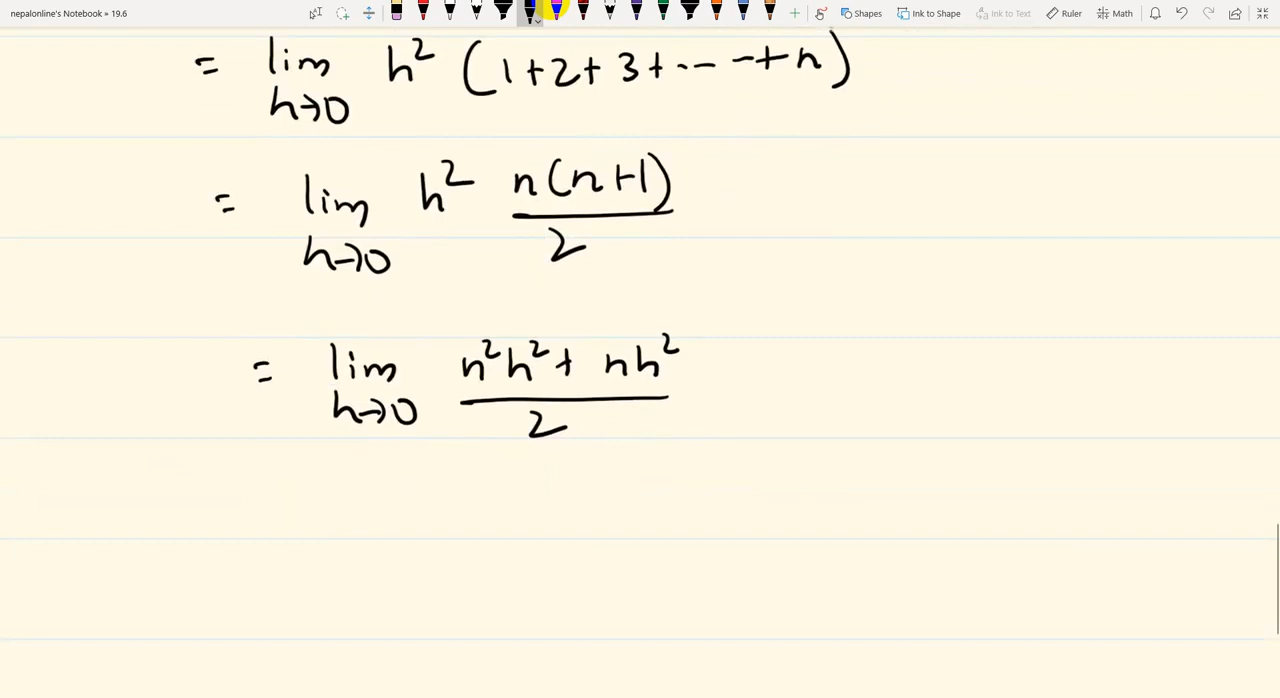 nepalonline's Notebook » 19.6 Shapes Ink to Shape Ink to Text Ruler Math
= lim h→0 h² (1+2+3+----+n)
= lim h→0 h² n(n+1)/2
= lim h→0 n²h²+ nh²/2